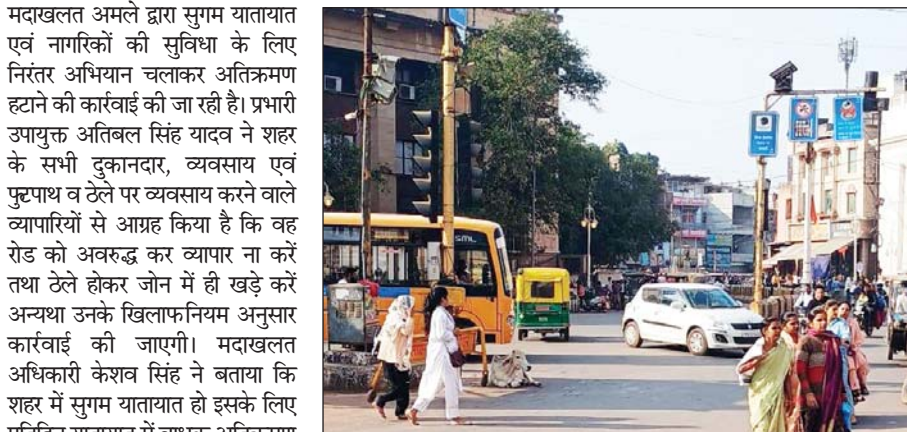 मदाखलत अमले द्वारा सुगम यातायात
एवं नागरिकों की सुविधा के लिए
निरंतर अभियान चलाकर अतिक्रमण
हटाने की कार्रवाई की जा रही है। प्रभारी
उपायुक्त अतिबल सिंह यादव ने शहर
के सभी दुकानदार, व्यवसाय एवं
फुटपाथ व ठेले पर व्यवसाय करने वाले
व्यापारियों से आग्रह किया है कि वह
रोड को अवरुद्ध कर व्यापार ना करें
तथा ठेले होकर जोन में ही खड़े करें
अन्यथा उनके खिलाफनियम अनुसार
कार्रवाई की जाएगी। मदाखलत
अधिकारी केशव सिंह ने बताया कि
शहर में सुगम यातायात हो इसके लिए
SML